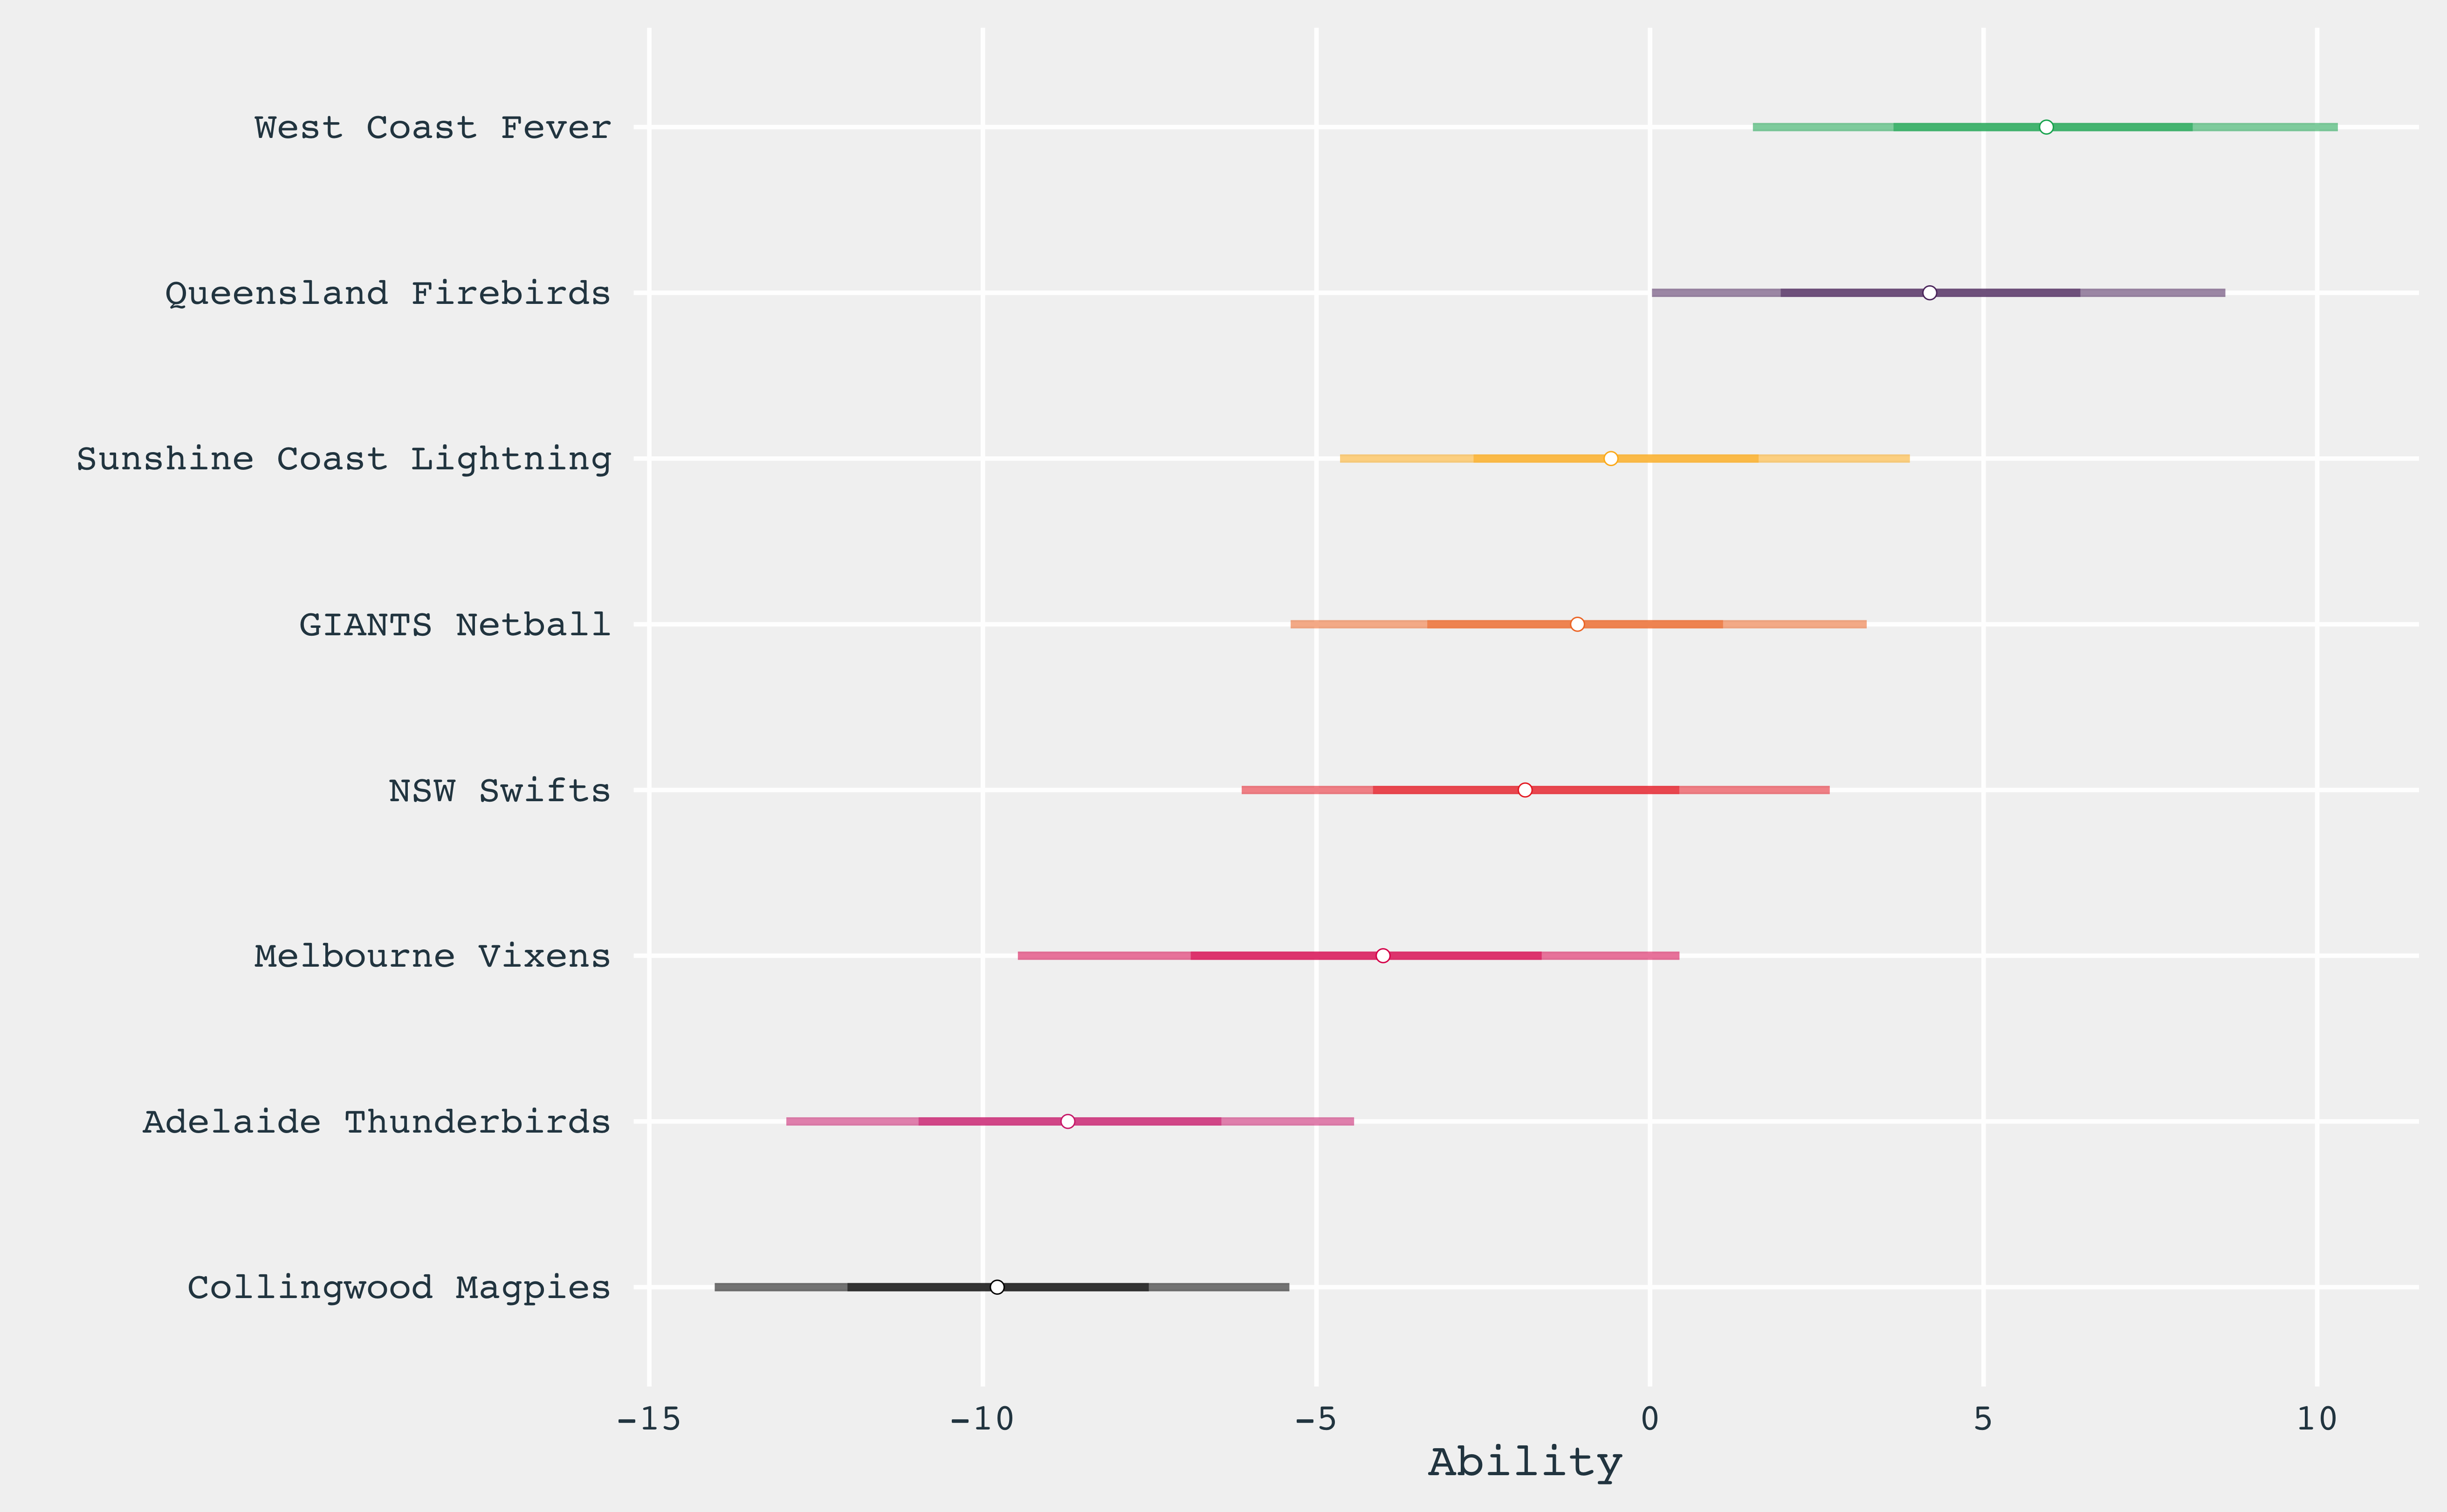 West Coast Fever
Queensland Firebirds
Sunshine Coast Lightning
GIANTS Netball
NSW Swifts
Melbourne Vixens
Adelaide Thunderbirds
Collingwood Magpies
-15 -10 -5 0 5 10
Ability